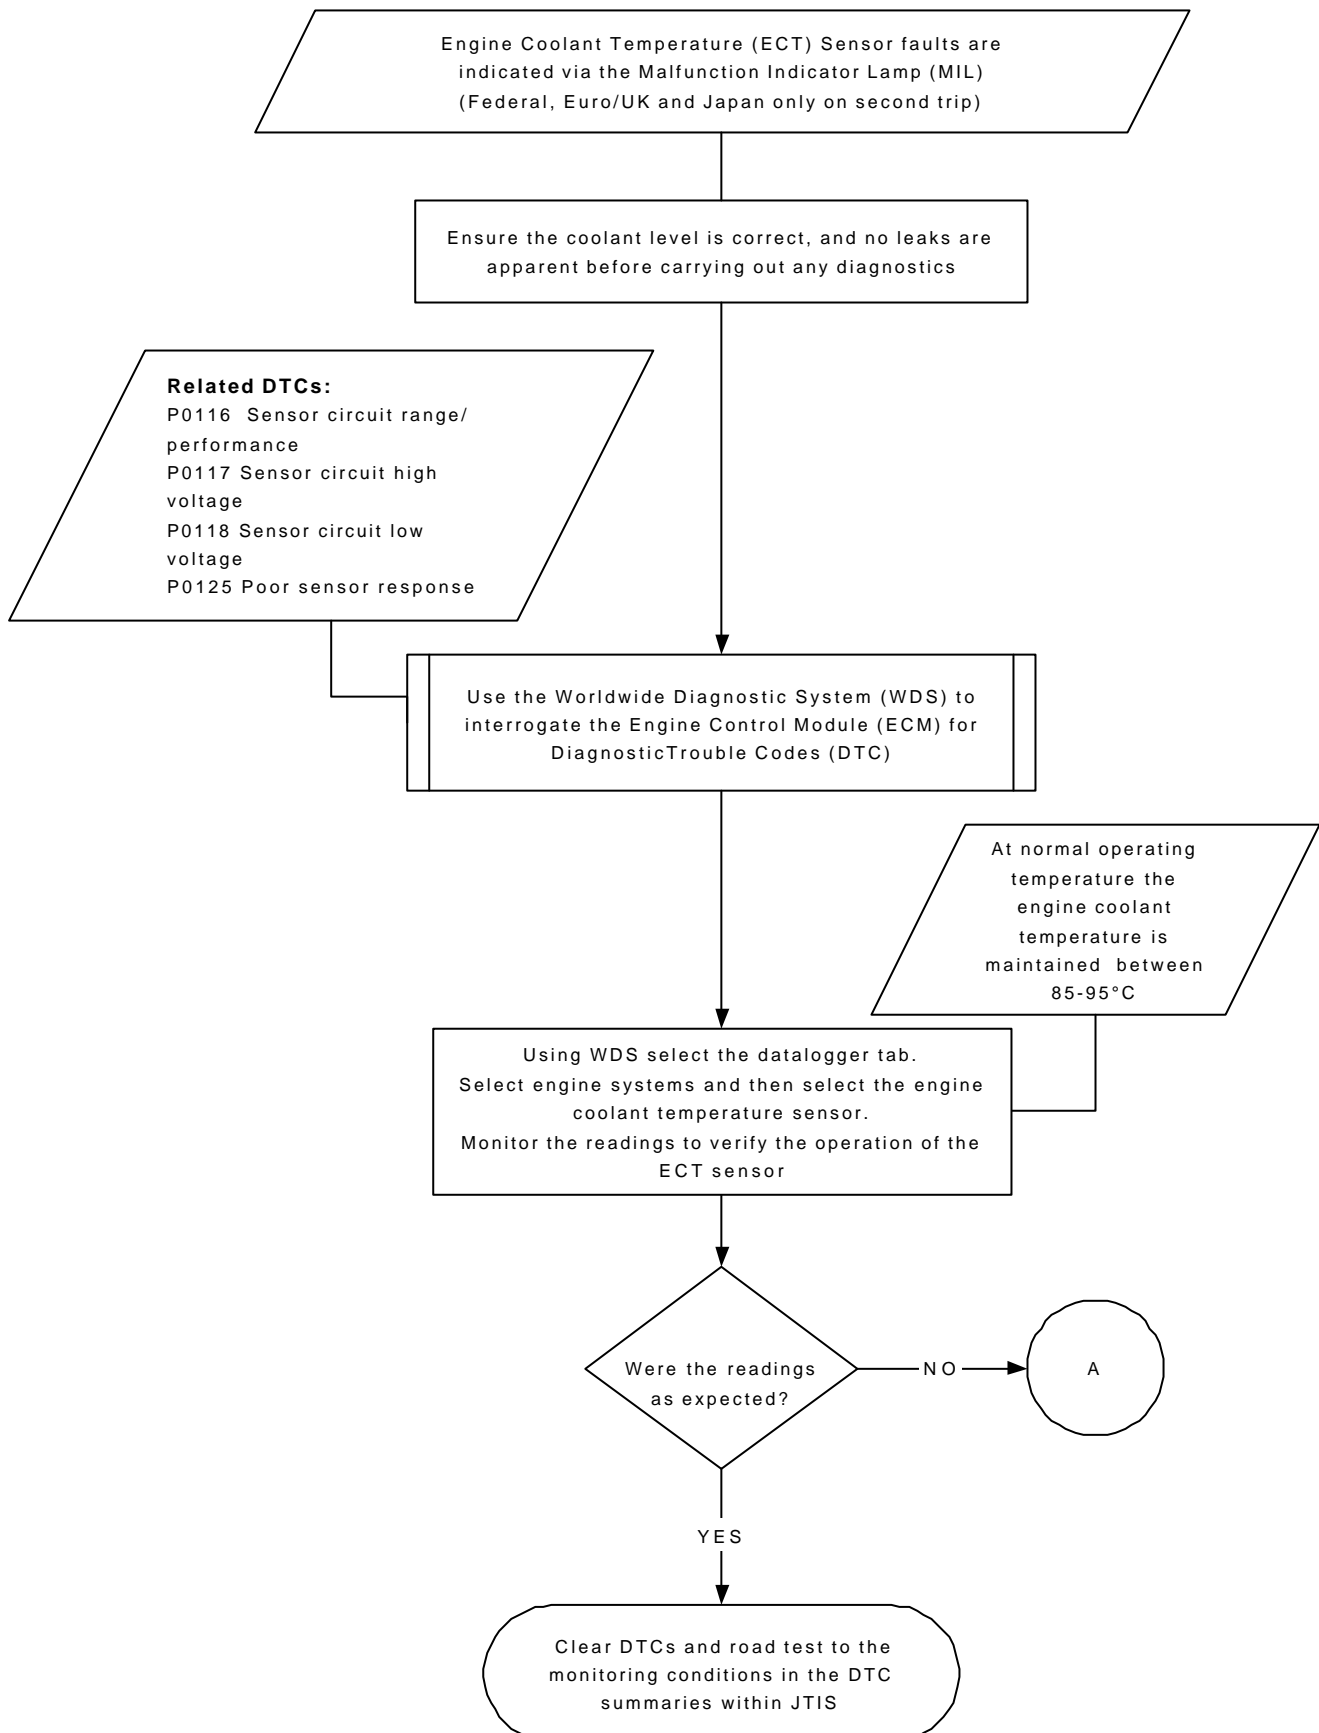 Engine Coolant Temperature (ECT) Sensor faults are
indicated via the Malfunction Indicator Lamp (MIL)
(Federal, Euro/UK and Japan only on second trip)
Ensure the coolant level is correct, and no leaks are
apparent before carrying out any diagnostics
Related DTCs:
P0116 Sensor circuit range/
performance
P0117 Sensor circuit high
voltage
P0118 Sensor circuit low
voltage
P0125 Poor sensor response
Use the Worldwide Diagnostic System (WDS) to
interrogate the Engine Control Module (ECM) for
DiagnosticTrouble Codes (DTC)
At normal operating
temperature the
engine coolant
temperature is
maintained between
85-95°C
Using WDS select the datalogger tab.
Select engine systems and then select the engine
coolant temperature sensor.
Monitor the readings to verify the operation of the
ECT sensor
Were the readings
as expected?
NO
A
YES
Clear DTCs and road test to the
monitoring conditions in the DTC
summaries within JTIS